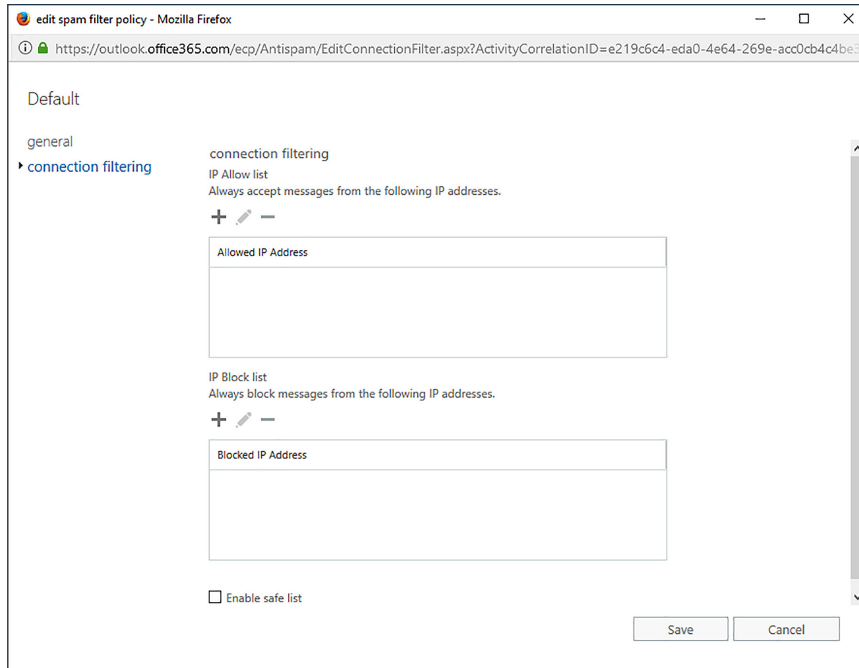 edit spam filter policy - Mozilla Firefox
https://outlook.office365.com/ecp/Antispam/EditConnectionFilter.aspx?ActivityCorrelationID=e219c6c4-eda0-4e64-269e-acc0cb4c4be3
Default
general
connection filtering
connection filtering
IP Allow list
Always accept messages from the following IP addresses.
Allowed IP Address
IP Block list
Always block messages from the following IP addresses.
Blocked IP Address
Enable safe list
Save Cancel